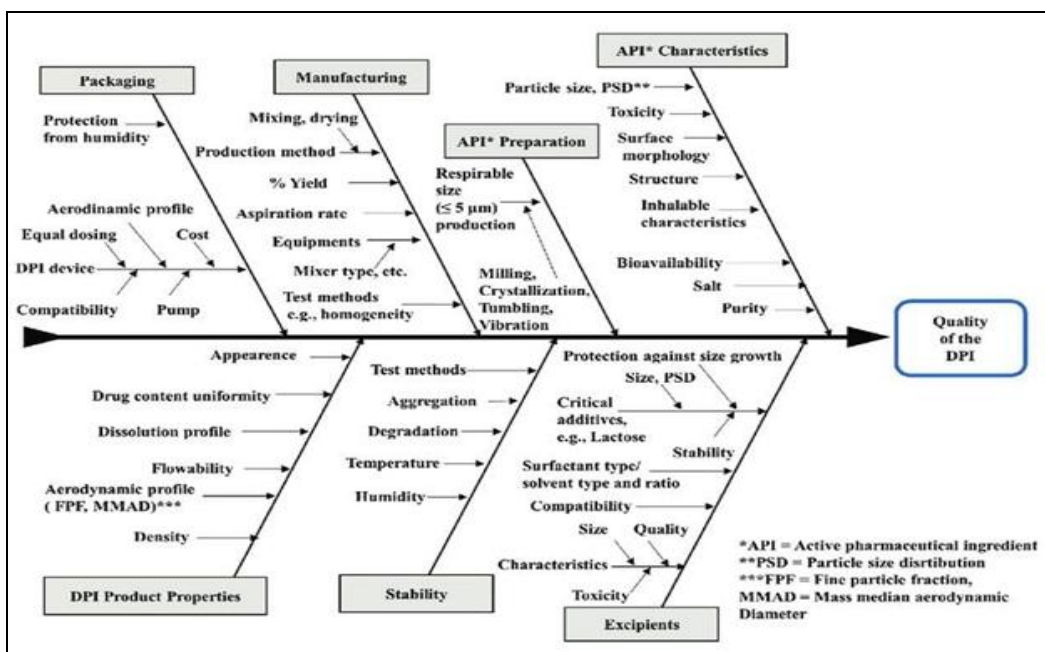 API* Characteristics
Packaging
Manufacturing
Particle size, PSD**
Protection
from humidity
Mixing, drying
Toxicity
API* Preparation
Production method
Surface
morphology
Respirable
size
(≤ 5 µm)
production
% Yield
Structure
Aerodinamic profile
Aspiration rate
Inhalable
characteristics
Equal dosing
Cost
Equipments
DPI device
Mixer type, etc.
Bioavailability
Milling,
Crystallization,
Tumbling,
Vibration
Salt
Compatibility
Pump
Test methods
e.g., homogeneity
Purity
Quality
of the
DPI
Appearence
Protection against size growth
Test methods
Size, PSD
Drug content uniformity
Aggregation
Critical
additives,
e.g., Lactose
Dissolution profile
Degradation
Stability
Flowability
Temperature
Surfactant type/
solvent type and ratio
Aerodynamic profile
( FPF, MMAD)***
Humidity
Compatibility
Size
Quality
Density
Characteristics
Toxicity
*API = Active pharmaceutical ingredient
**PSD = Particle size disrtibution
***FPF = Fine particle fraction,
MMAD = Mass median aerodynamic
Diameter
DPI Product Properties
Stability
Excipients